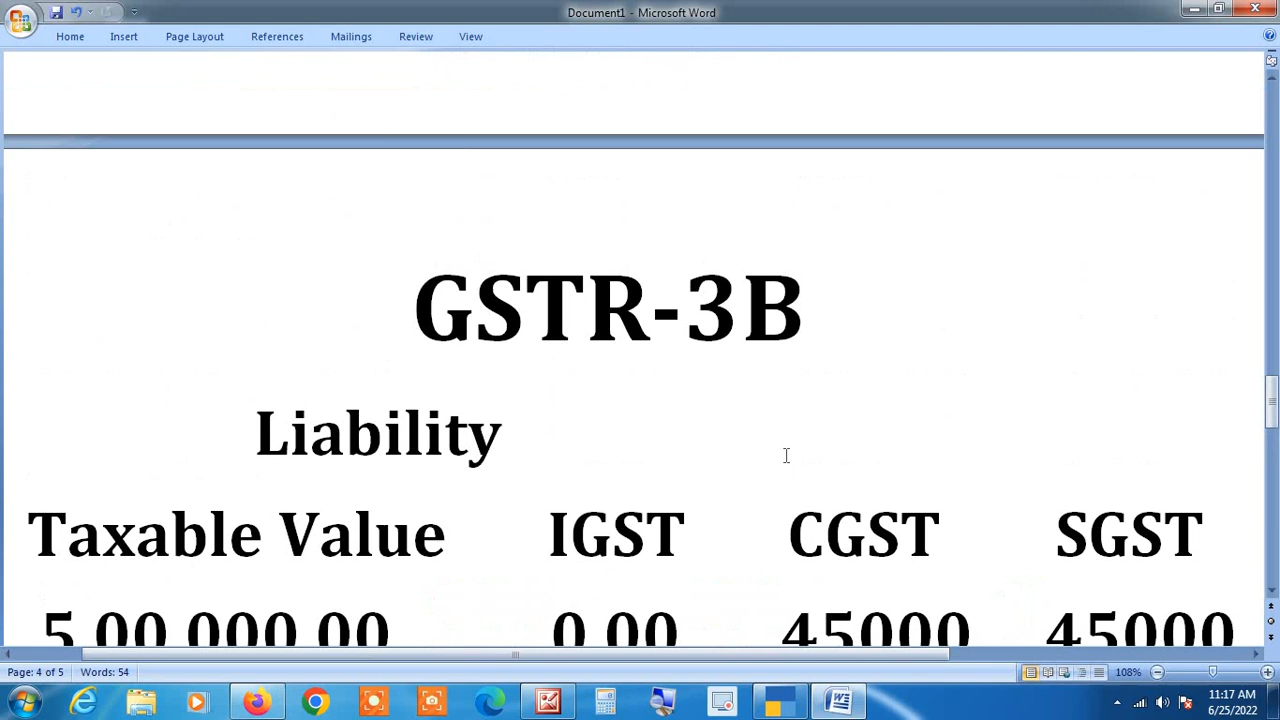 Document1 - Microsoft Word
Home Insert Page Layout References Mailings Review View
GSTR-3B
Liability
Taxable Value IGST CGST SGST
5,00,000.00 0.00 45000 45000
Page: 4 of 5 Words: 54 108%
11:17 AM
6/25/2022